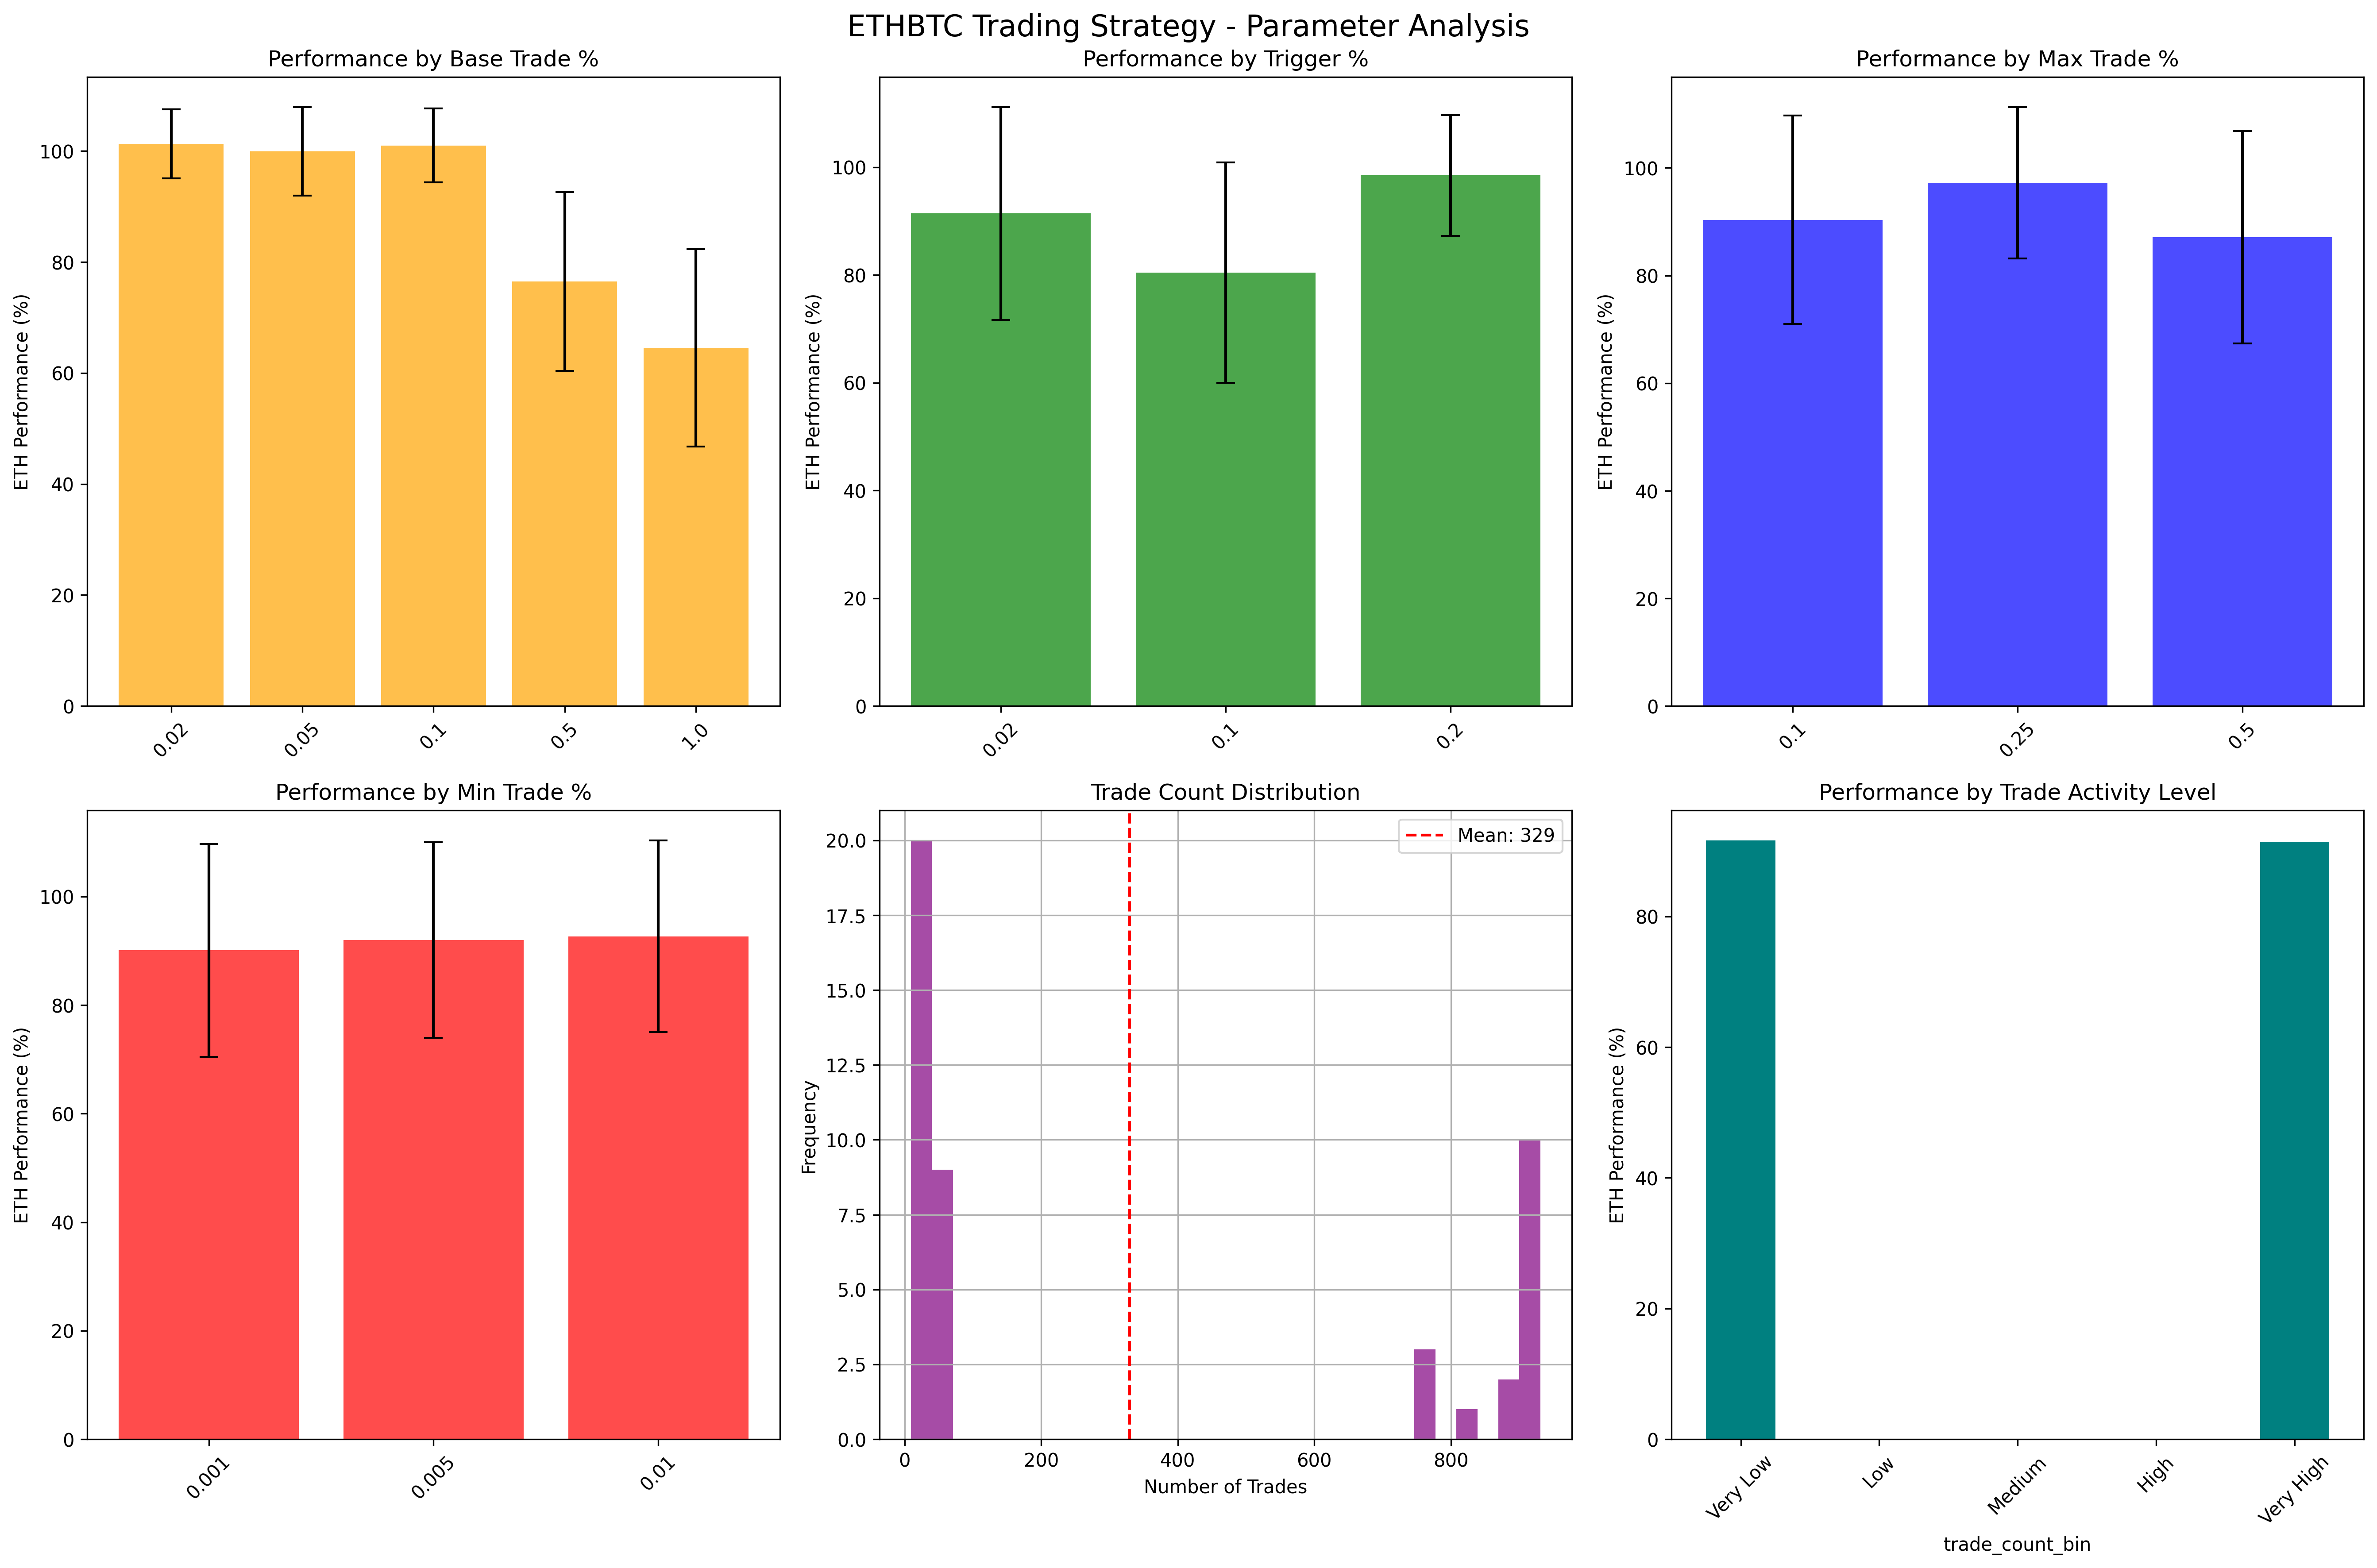 ETHBTC Trading Strategy - Parameter Analysis
Performance by Base Trade %
ETH Performance (%)
100
80
60
40
20
0
0.02
0.05
0.1
0.5
1.0
Performance by Trigger %
ETH Performance (%)
100
80
60
40
20
0
0.02
0.1
0.2
Performance by Max Trade %
ETH Performance (%)
100
80
60
40
20
0
0.1
0.25
0.5
Performance by Min Trade %
ETH Performance (%)
100
80
60
40
20
0
0.001
0.005
0.01
Trade Count Distribution
Mean: 329
Frequency
20.0
17.5
15.0
12.5
10.0
7.5
5.0
2.5
0.0
0
200
400
600
800
Number of Trades
Performance by Trade Activity Level
ETH Performance (%)
80
60
40
20
0
Very Low
Low
Medium
High
Very High
trade_count_bin